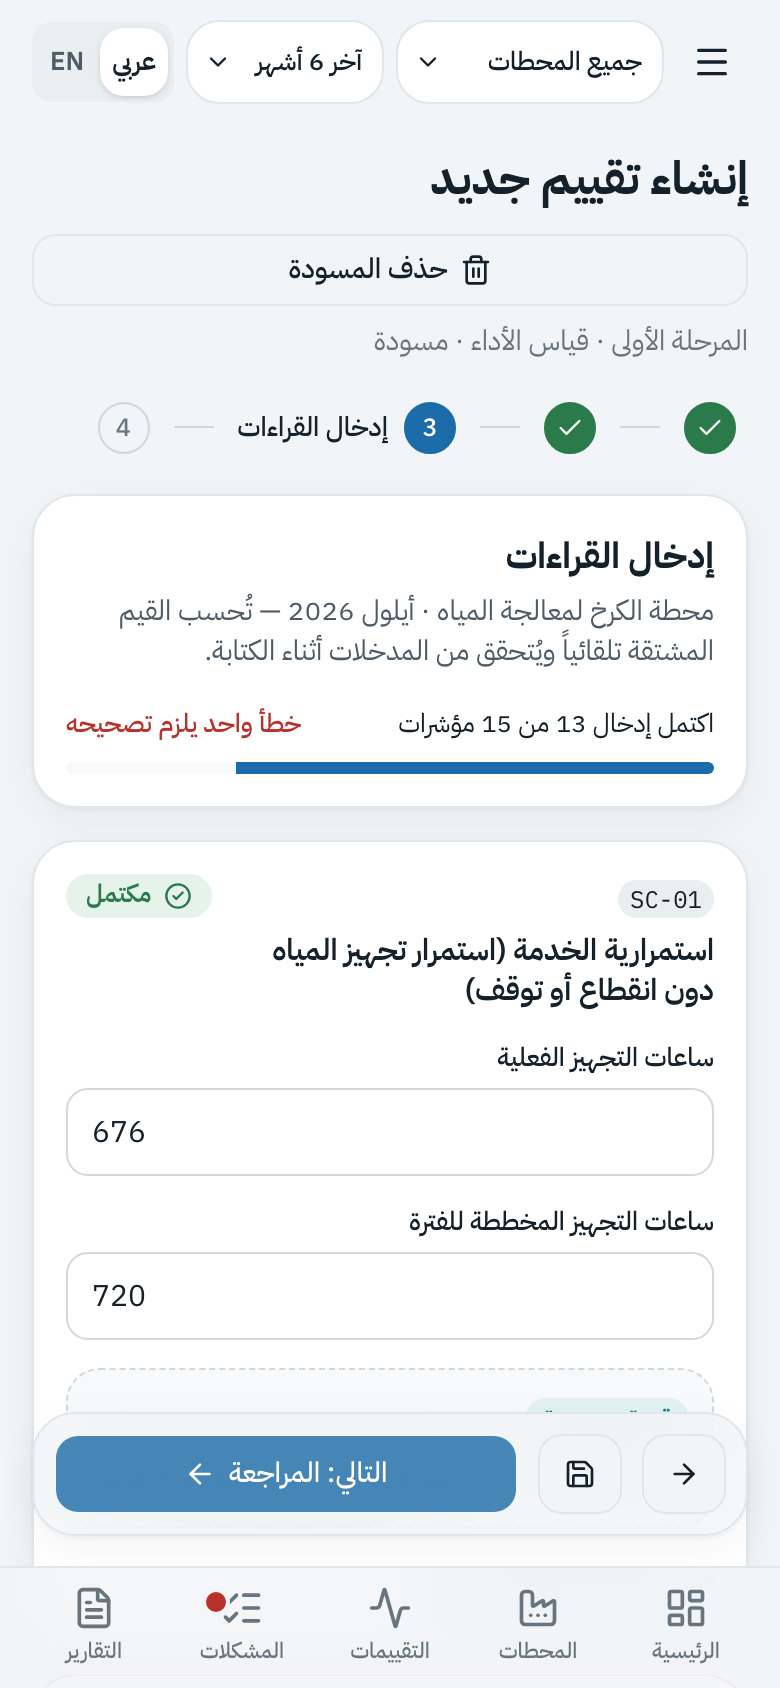 جميع المحطات
آخر 6 أشهر
عربي
EN
إنشاء تقييم جديد
حذف المسودة
المرحلة الأولى · قياس الأداء · مسودة
3 إدخال القراءات
4
إدخال القراءات
محطة الكرخ لمعالجة المياه · أيلول 2026 — تُحسب القيم
المشتقة تلقائياً ويُتحقق من المدخلات أثناء الكتابة.
اكتمل إدخال 13 من 15 مؤشرات
خطأ واحد يلزم تصحيحه
SC-01
مكتمل
استمرارية الخدمة (استمرار تجهيز المياه
دون انقطاع أو توقف)
ساعات التجهيز الفعلية
676
ساعات التجهيز المخططة للفترة
720
التالي: المراجعة
الرئيسية
المحطات
التقييمات
المشكلات
التقارير